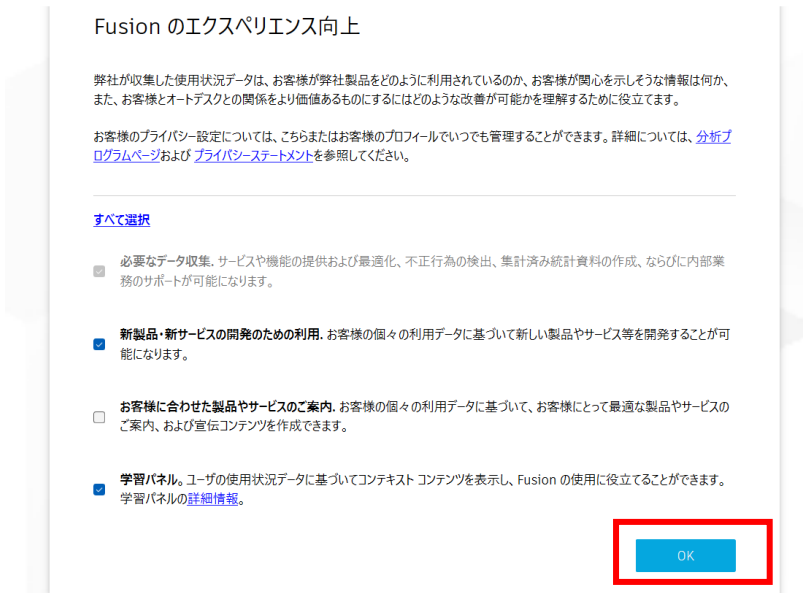 Fusion のエクスペリエンス向上
弊社が収集した使用状況データは、お客様が弊社製品をどのように利用されているのか、お客様が関心を示しそうな情報は何か、
また、お客様とオートデスクとの関係をより価値あるものにするにはどのような改善が可能かを理解するために役立てます。
お客様のプライバシー設定については、こちらまたはお客様のプロフィールでいつでも管理することができます。詳細については、分析プ
ログラムページおよび プライバシーステートメントを参照してください。
すべて選択
必要なデータ収集. サービスや機能の提供および最適化、不正行為の検出、集計済み統計資料の作成、ならびに内部業
務のサポートが可能になります。
新製品・新サービスの開発のための利用. お客様の個々の利用データに基づいて新しい製品やサービス等を開発することが可
能になります。
お客様に合わせた製品やサービスのご案内. お客様の個々の利用データに基づいて、お客様にとって最適な製品やサービスの
ご案内、および宣伝コンテンツを作成できます。
学習パネル。ユーザの使用状況データに基づいてコンテキスト コンテンツを表示し、Fusion の使用に役立てることができます。
学習パネルの詳細情報。
OK